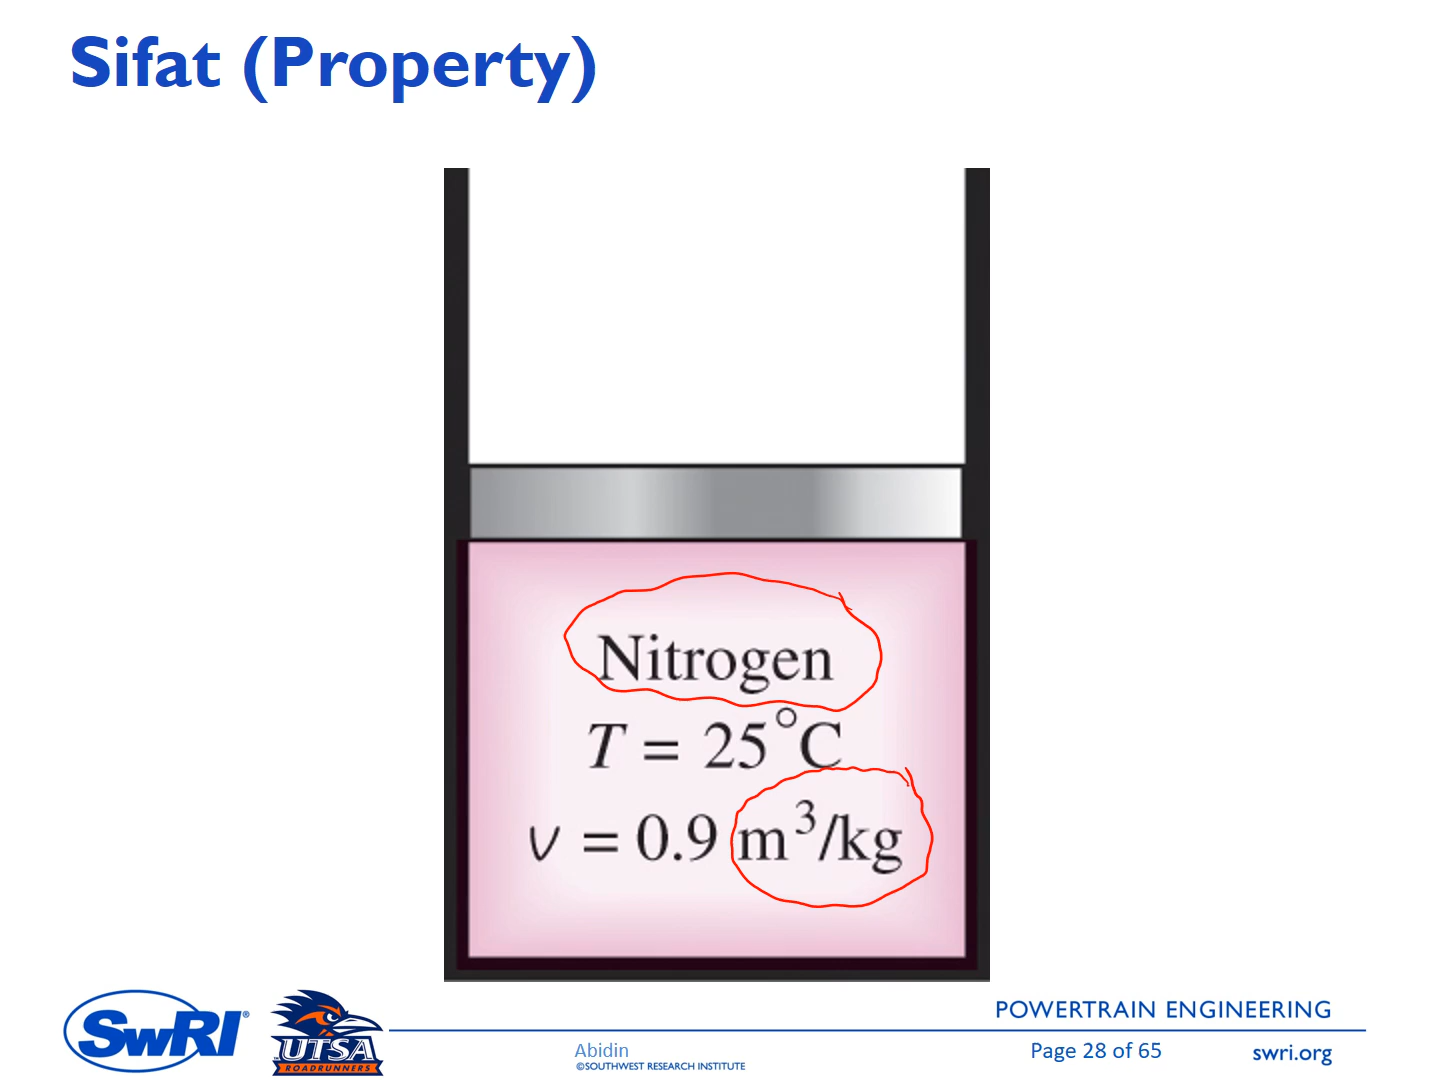 Sifat (Property)
Nitrogen
T = 25°C
v = 0.9 m³/kg
POWERTRAIN ENGINEERING
SwRI®
UTSA
ROADRUNNERS
Abidin
©SOUTHWEST RESEARCH INSTITUTE
Page 28 of 65
swri.org